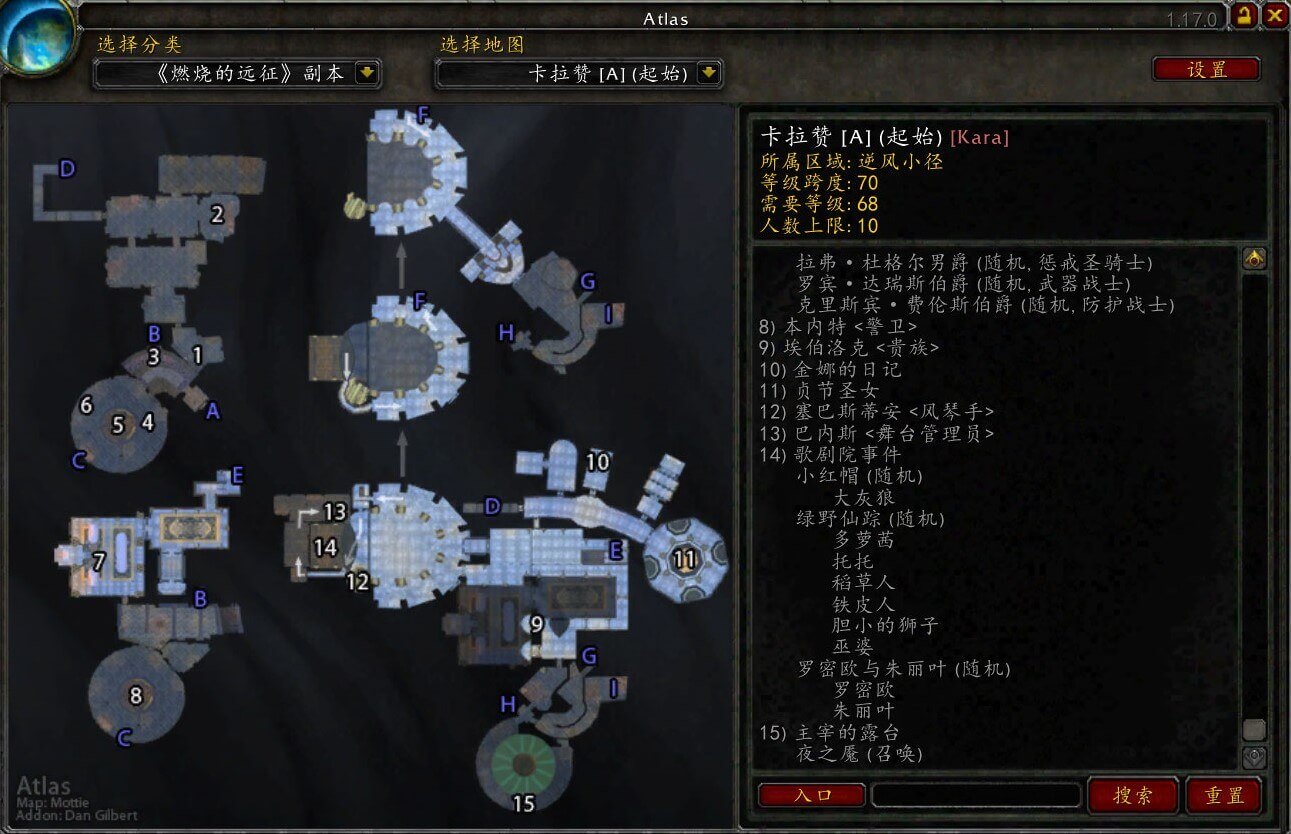 Atlas
1.17.0
选择分类
选择地图
《燃烧的远征》副本
卡拉赞 [A] (起始)
设置
卡拉赞 [A] (起始) [Kara]
所属区域: 逆风小径
等级跨度: 70
需要等级: 68
人数上限: 10
拉弗·杜格尔男爵 (随机, 惩戒圣骑士)
罗宾·达瑞斯伯爵 (随机, 武器战士)
克里斯宾·费伦斯伯爵 (随机, 防护战士)
8) 本内特 <警卫>
9) 埃伯洛克 <贵族>
10) 金娜的日记
11) 贞节圣女
12) 塞巴斯蒂安 <风琴手>
13) 巴内斯 <舞台管理员>
14) 歌剧院事件
小红帽 (随机)
大灰狼
绿野仙踪 (随机)
多萝茜
托托
稻草人
铁皮人
胆小的狮子
巫婆
罗密欧与朱丽叶 (随机)
罗密欧
朱丽叶
15) 主宰的露台
夜之魇 (召唤)
入口
搜索
重置
F
D
2
G
F
I
B
H
3
1
6
A
5
4
C
E
10
D
13
7
14
E
11
12
B
9
G
8
I
H
C
15
Atlas
Map: Mottie
Addon: Dan Gilbert